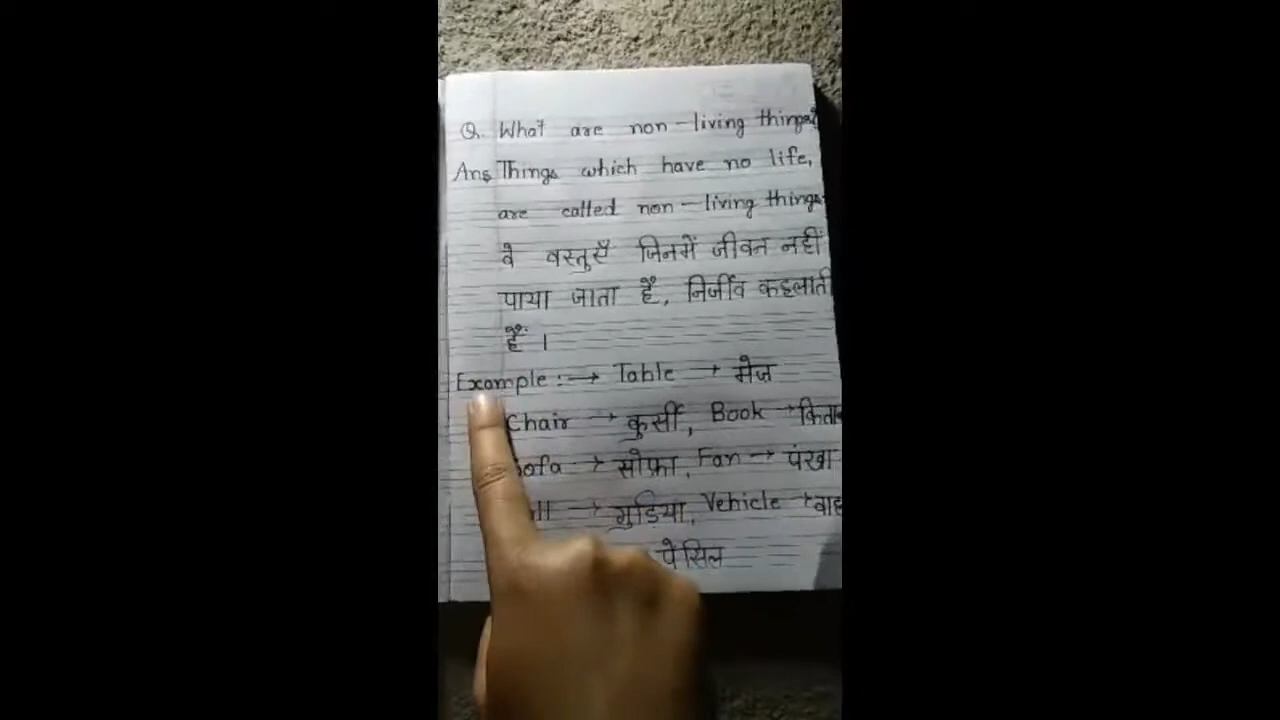 Q. What are non-living things?
Ans Things which have no life,
are called non-living things.
वे वस्तुएँ जिनमें जीवन नहीं
पाया जाता है, निर्जीव कहलाती
हैं ।
Example :→ Table → मेज
Chair → कुर्सी, Book →
→ सोफ़ा, Fan → पंखा
→ गुड़िया, Vehicle →
पेंसिल